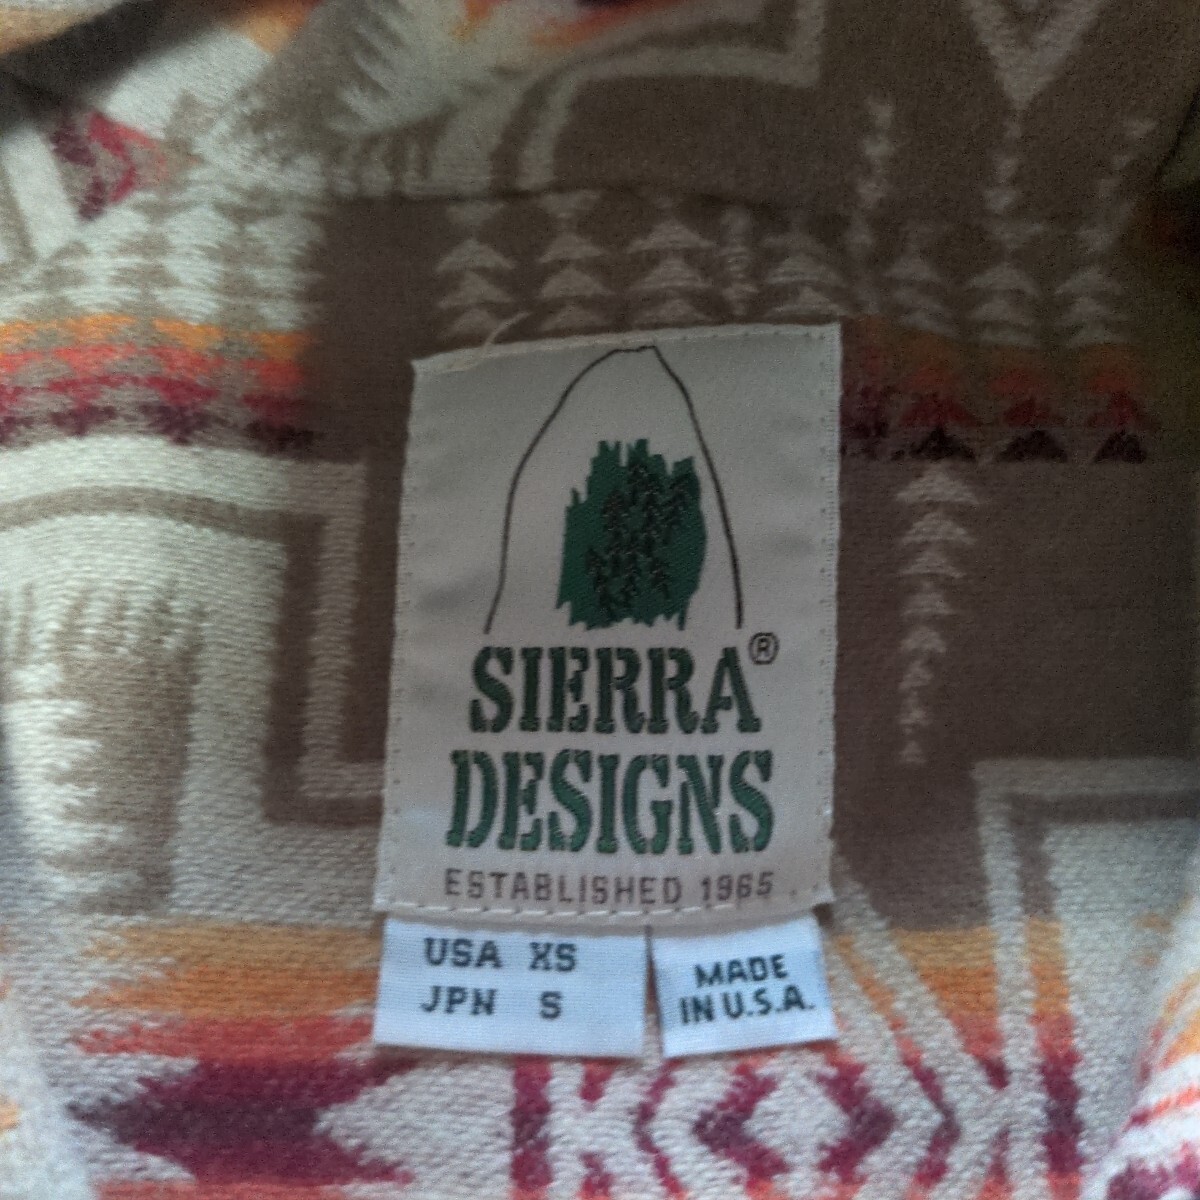 SIERRA®
DESIGNS
ESTABLISHED 1965
USA XS
JPN S
MADE
IN U.S.A.